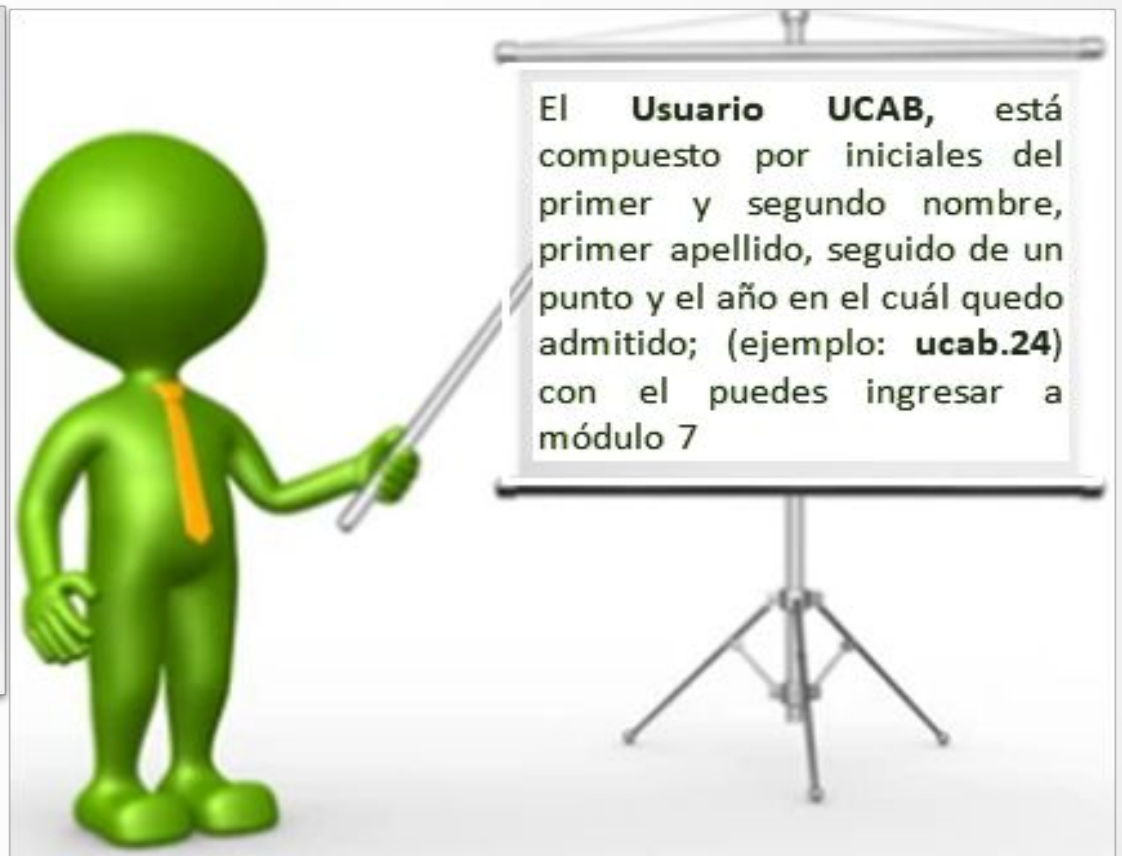 El Usuario UCAB, está
compuesto por iniciales del
primer y segundo nombre,
primer apellido, seguido de un
punto y el año en el cuál quedo
admitido; (ejemplo: ucab.24)
con el puedes ingresar a
módulo 7